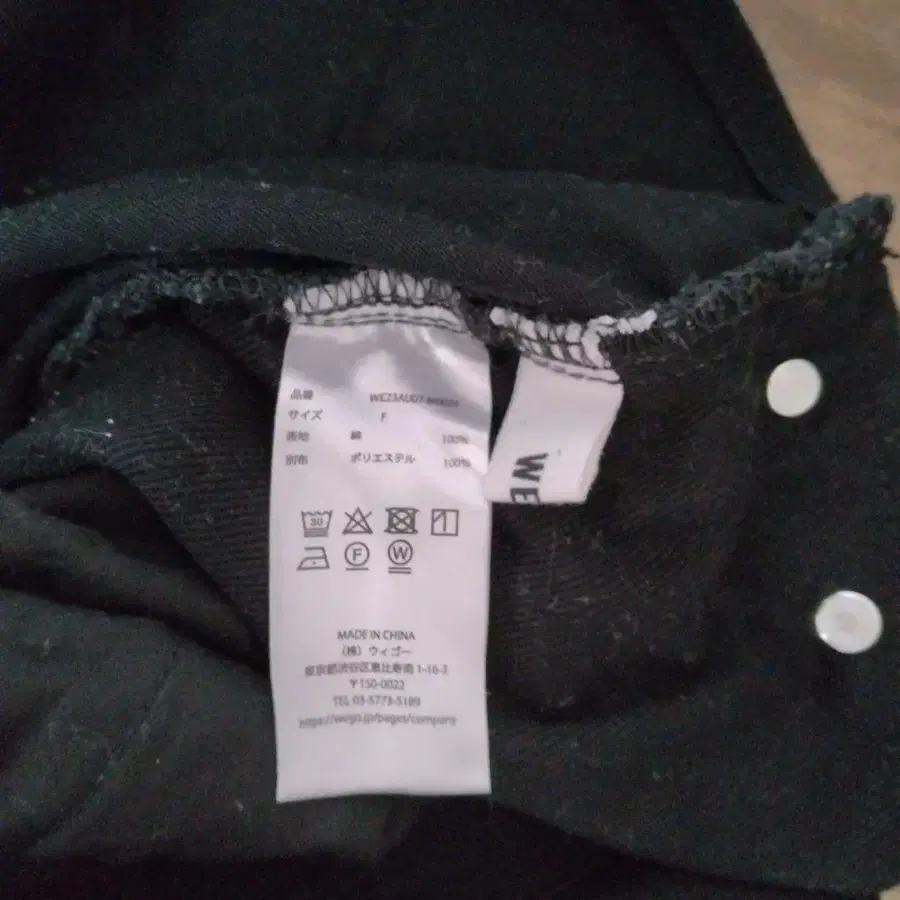 品番 WE23AU07-
サイズ F
表地 綿 100%
別布 ポリエステル 100%
WE
30
F W
MADE IN CHINA
(株) ウィゴー
東京都渋谷区恵比寿南 1-16-3
〒150-0022
TEL 03-5773-5189
https://wego.jp/pages/company